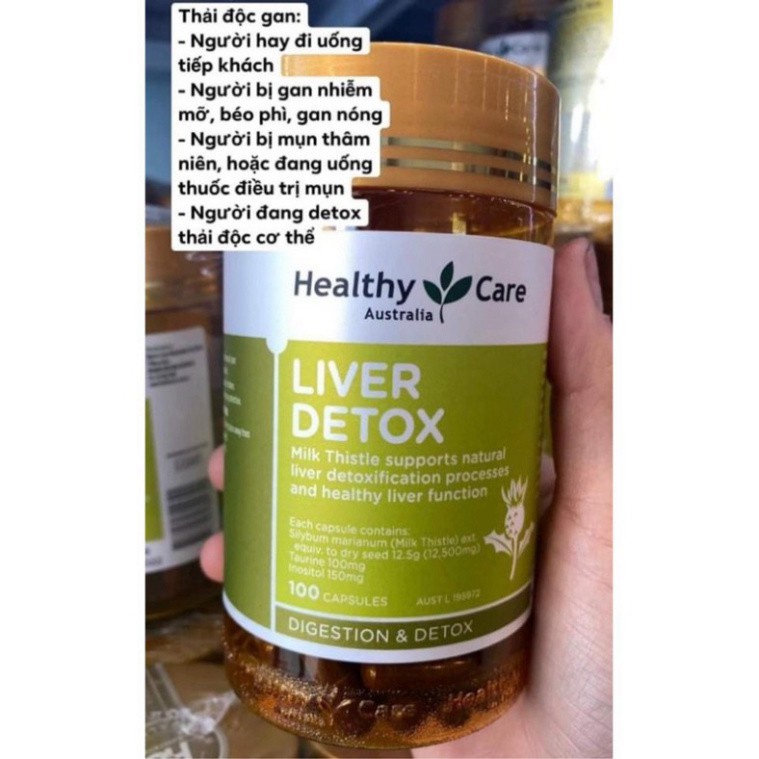 Thải độc gan:
- Người hay đi uống
tiếp khách
- Người bị gan nhiễm
mỡ, béo phì, gan nóng
- Người bị mụn thâm
niên, hoặc đang uống
thuốc điều trị mụn
- Người đang detox
thải độc cơ thể
Healthy Care
Australia
LIVER
DETOX
Milk Thistle supports natural
liver detoxification processes
and healthy liver function
Each capsule contains:
Silybum marianum (Milk Thistle) ext.
equiv. to dry seed 12.5g (12,500mg)
Taurine 100mg
Inositol 150mg
100 CAPSULES
DIGESTION & DETOX
Care